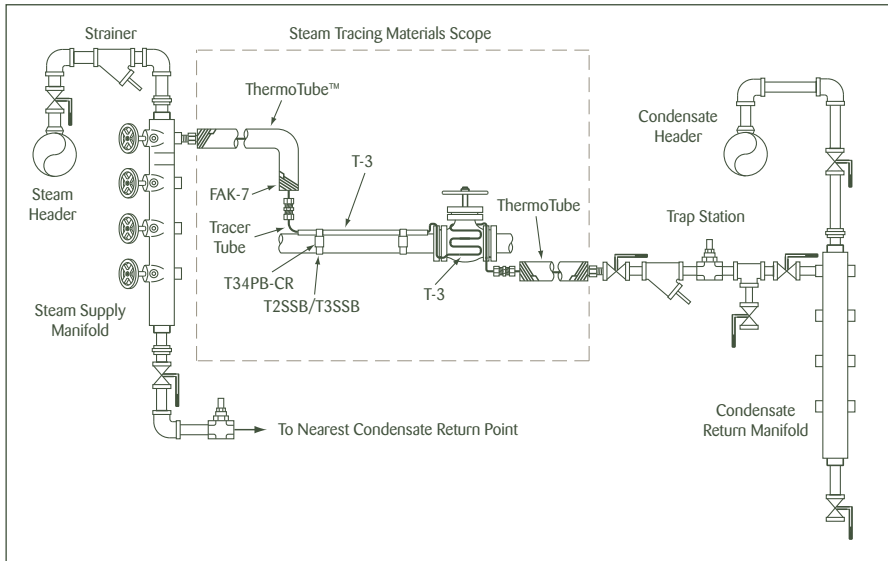 Steam Tracing Materials Scope
Strainer
ThermoTube™
Condensate
Header
T-3
Steam
Header
FAK-7
ThermoTube
Trap Station
Tracer
Tube
T34PB-CR
T2SSB/T3SSB
T-3
Steam Supply
Manifold
Condensate
Return Manifold
To Nearest Condensate Return Point